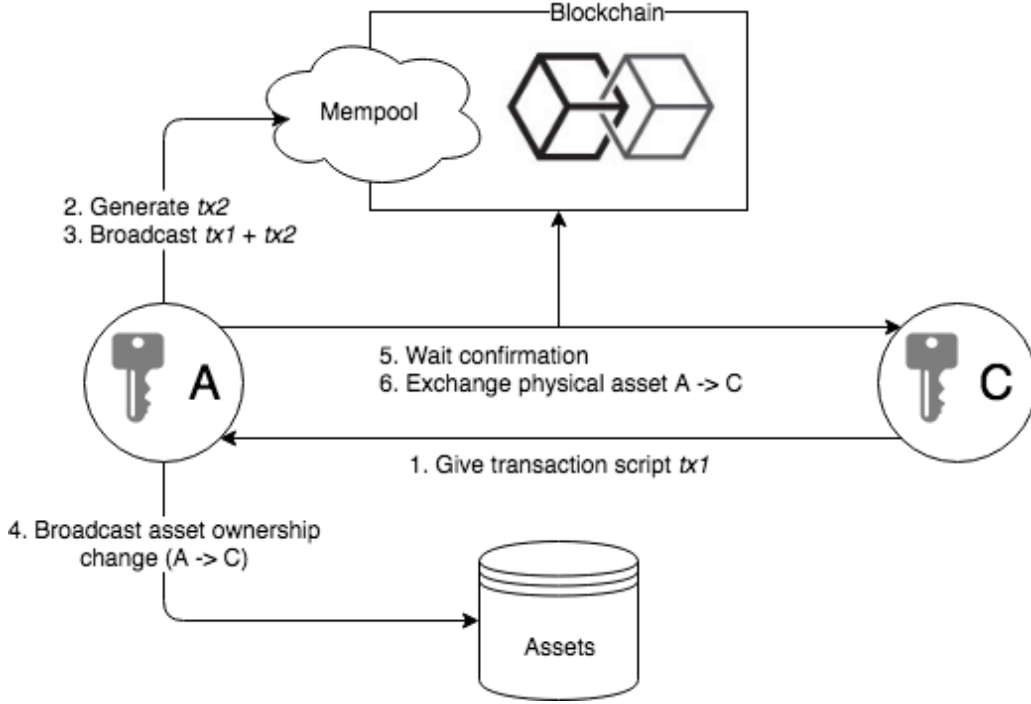 Blockchain
Mempool
2. Generate tx2
3. Broadcast tx1 + tx2
A
C
5. Wait confirmation
6. Exchange physical asset A -> C
1. Give transaction script tx1
4. Broadcast asset ownership
change (A -> C)
Assets